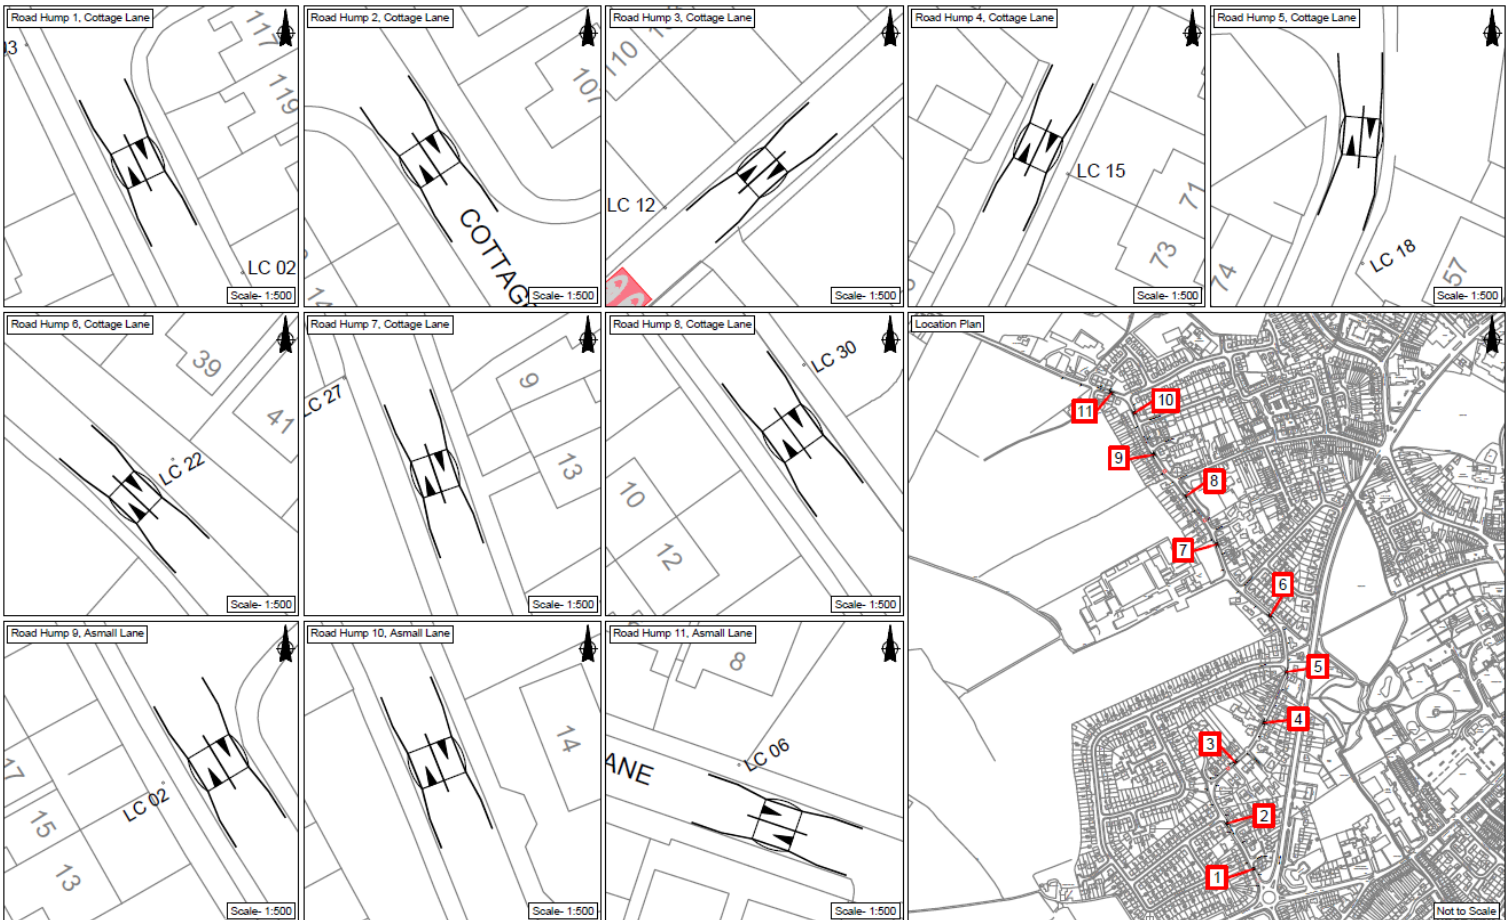 Road Hump 1, Cottage Lane
117
119
LC 02
Scale- 1:500
Road Hump 2, Cottage Lane
107
COTTAG
Scale- 1:500
Road Hump 3, Cottage Lane
110
LC 12
Road Hump 4, Cottage Lane
LC 15
71
73
Scale- 1:500
Road Hump 5, Cottage Lane
LC 18
74
57
Scale- 1:500
Road Hump 6, Cottage Lane
39
41
LC 22
Scale- 1:500
Road Hump 7, Cottage Lane
LC 27
9
13
Scale- 1:500
Road Hump 8, Cottage Lane
LC 30
10
12
Scale- 1:500
Location Plan
11
10
9
8
7
6
5
4
3
2
1
Not to Scale
Road Hump 9, Asmall Lane
17
15
13
LC 02
Scale- 1:500
Road Hump 10, Asmall Lane
14
Scale- 1:500
Road Hump 11, Asmall Lane
8
LC 06
ANE
Scale- 1:500